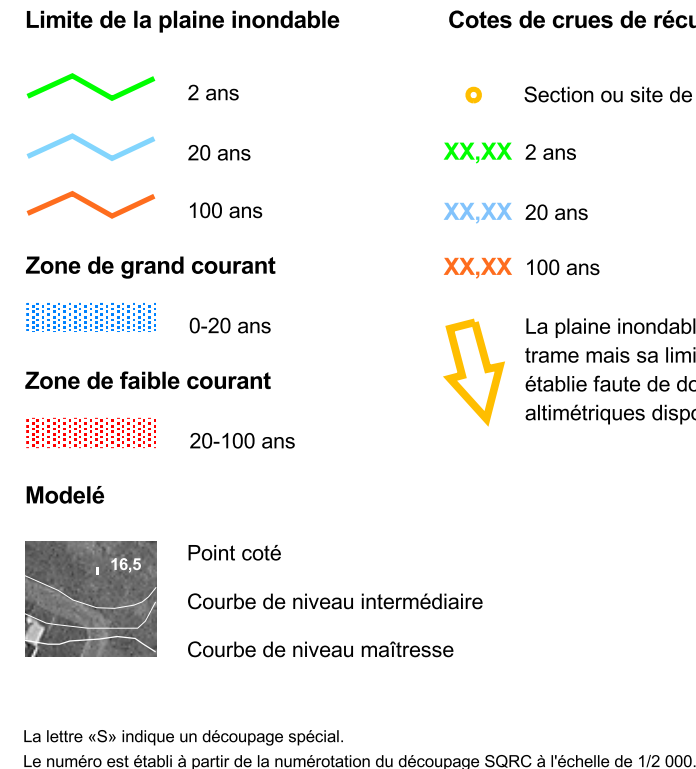 Limite de la plaine inondable
2 ans
20 ans
100 ans
Zone de grand courant
0-20 ans
Zone de faible courant
20-100 ans
Modelé
16,5
Point coté
Courbe de niveau intermédiaire
Courbe de niveau maîtresse
Cotes de crues de récu
Section ou site de
XX,XX 2 ans
XX,XX 20 ans
XX,XX 100 ans
La plaine inondabl
trame mais sa limi
établie faute de do
altimétriques dispo
La lettre «S» indique un découpage spécial.
Le numéro est établi à partir de la numérotation du découpage SQRC à l'échelle de 1/2 000.